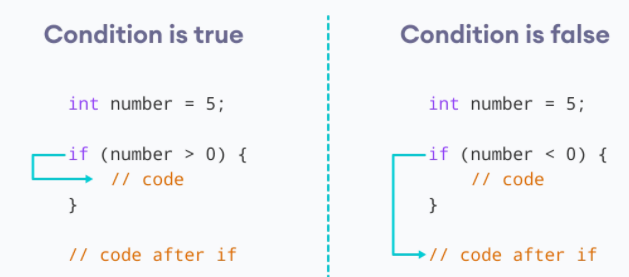 Condition is true
int number = 5;
if (number > 0) {
// code
}
// code after if
Condition is false
int number = 5;
if (number < 0) {
// code
}
// code after if